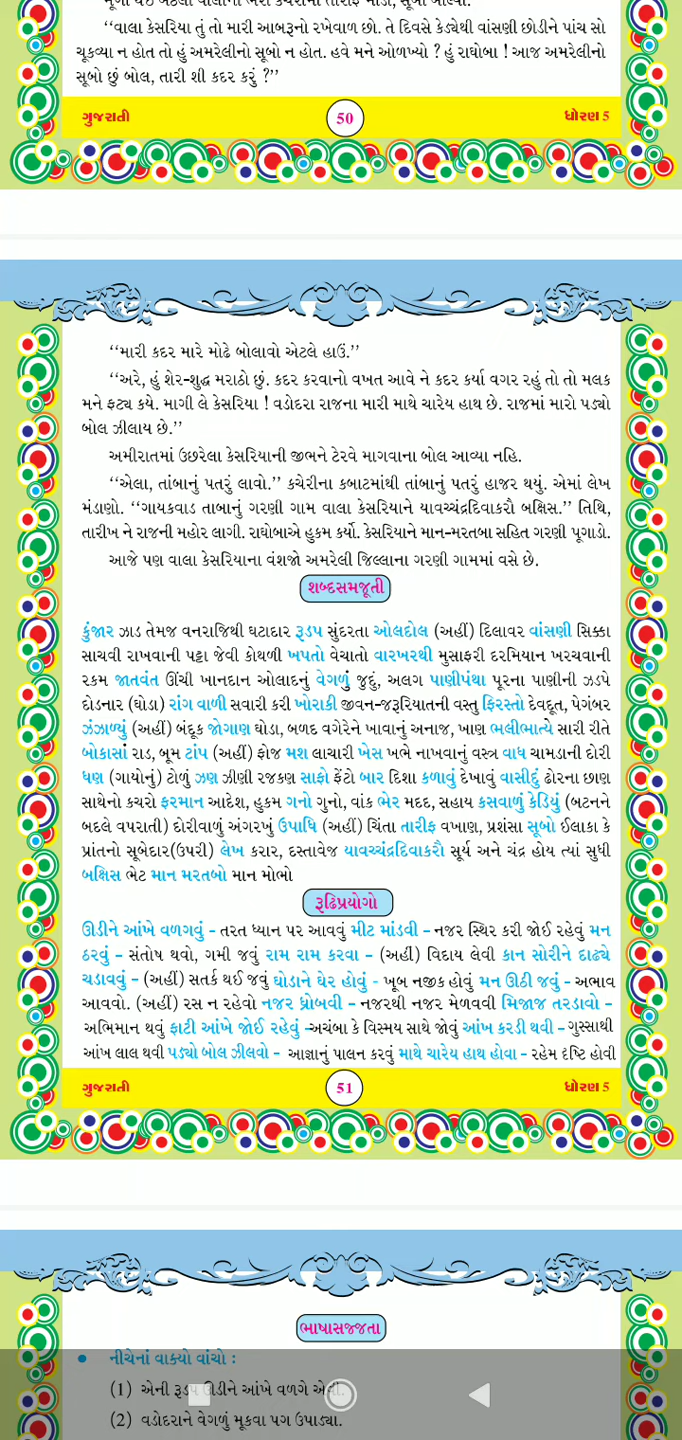 ‘‘વાલા કેસરિયા તું તો મારી આબરૂનો રખેવાળ છો. તે દિવસે કેડ્યેથી વાંસણી છોડીને પાંચ સો
ચૂકવ્યા ન હોત તો હું અમરેલીનો સૂબો ન હોત. હવે મને ઓળખ્યો ? હું રાઘોબા ! આજ અમરેલીનો
સૂબો છું બોલ, તારી શી કદર કરું ?’’
ગુજરાતી 50 ધોરણ 5
‘‘મારી કદર મારે મોઢે બોલાવો એટલે હાઉં.’’
‘‘અરે, હું શેર-શુદ્ધ મરાઠો છું. કદર કરવાનો વખત આવે ને કદર કર્યા વગર રહું તો તો મલક
મને ફટ્ય કયે. માગી લે કેસરિયા ! વડોદરા રાજના મારી માથે ચારેય હાથ છે. રાજમાં મારો પડ્યો
બોલ ઝીલાય છે.’’
અમીરાતમાં ઉછરેલા કેસરિયાની જીભને ટેરવે માગવાના બોલ આવ્યા નહિ.
‘‘એલા, તાંબાનું પતરું લાવો.’’ કચેરીના કબાટમાંથી તાંબાનું પતરું હાજર થયું. એમાં લેખ
મંડાણો. ‘‘ગાયકવાડ તાબાનું ગરણી ગામ વાલા કેસરિયાને યાવચ્ચંદ્રદિવાકરૌ બક્ષિસ.’’ તિથિ,
તારીખ ને રાજની મહોર લાગી. રાઘોબાએ હુકમ કર્યો. કેસરિયાને માન-મરતબા સહિત ગરણી પૂગાડો.
આજે પણ વાલા કેસરિયાના વંશજો અમરેલી જિલ્લાના ગરણી ગામમાં વસે છે.
શબ્દસમજૂતી
કુંજાર ઝાડ તેમજ વનરાજિથી ઘટાદાર રૂડપ સુંદરતા ઓલદોલ (અહીં) દિલાવર વાંસણી સિક્કા
સાચવી રાખવાની પટ્ટા જેવી કોથળી ખપતો વેચાતો વારખરથી મુસાફરી દરમિયાન ખરચવાની
રકમ જાતવંત ઊંચી ખાનદાન ઓલાદનું વેગળું જુદું, અલગ પાણીપંથા પૂરના પાણીની ઝડપે
દોડનાર (ઘોડા) રાંગ વાળી સવારી કરી ખોરાકી જીવન-જરૂરિયાતની વસ્તુ ફિરસ્તો દેવદૂત, પેગંબર
ઝંઝાળ્યું (અહીં) બંદૂક જોગાણ ઘોડા, બળદ વગેરેને ખાવાનું અનાજ, ખાણ ભલીભાત્યે સારી રીતે
બોકાસાં રાડ, બૂમ ટાંપ (અહીં) ફોજ મશ લાચારી ખેસ ખભે નાખવાનું વસ્ત્ર વાધ ચામડાની દોરી
ધણ (ગાયોનું) ટોળું ઝણ ઝીણી રજકણ સાફો ફેંટો બાર દિશા કળાવું દેખાવું વાસીદું ઢોરના છાણ
સાથેનો કચરો ફરમાન આદેશ, હુકમ ગનો ગુનો, વાંક ભેર મદદ, સહાય કસવાળું કેડિયું (બટનને
બદલે વપરાતી) દોરીવાળું અંગરખું ઉપાધિ (અહીં) ચિંતા તારીફ વખાણ, પ્રશંસા સૂબો ઈલાકા કે
પ્રાંતનો સૂબેદાર(ઉપરી) લેખ કરાર, દસ્તાવેજ યાવચ્ચંદ્રદિવાકરૌ સૂર્ય અને ચંદ્ર હોય ત્યાં સુધી
બક્ષિસ ભેટ માન મરતબો માન મોભો
રૂઢિપ્રયોગો
ઊડીને આંખે વળગવું - તરત ધ્યાન પર આવવું મીટ માંડવી – નજર સ્થિર કરી જોઈ રહેવું મન
ઠરવું – સંતોષ થવો, ગમી જવું રામ રામ કરવા – (અહીં) વિદાય લેવી કાન સોરીને દાઢ્યે
ચડાવવું – (અહીં) સતર્ક થઈ જવું ઘોડાને ઘેર હોવું - ખૂબ નજીક હોવું મન ઊઠી જવું - અભાવ
આવવો. (અહીં) રસ ન રહેવો નજર ધ્રોબવી – નજરથી નજર મેળવવી મિજાજ તરડાવો –
અભિમાન થવું ફાટી આંખે જોઈ રહેવું -અચંબા કે વિસ્મય સાથે જોવું આંખ કરડી થવી – ગુસ્સાથી
આંખ લાલ થવી પડ્યો બોલ ઝીલવો – આજ્ઞાનું પાલન કરવું માથે ચારેય હાથ હોવા – રહેમ દૃષ્ટિ હોવી
ગુજરાતી 51 ધોરણ 5
ભાષાસજ્જતા
• નીચેનાં વાક્યો વાંચો :
(1) એની રૂડપ ઊડીને આંખે વળગે એવી.
(2) વડોદરાને વેગળું મૂકવા પગ ઉપાડ્યા.